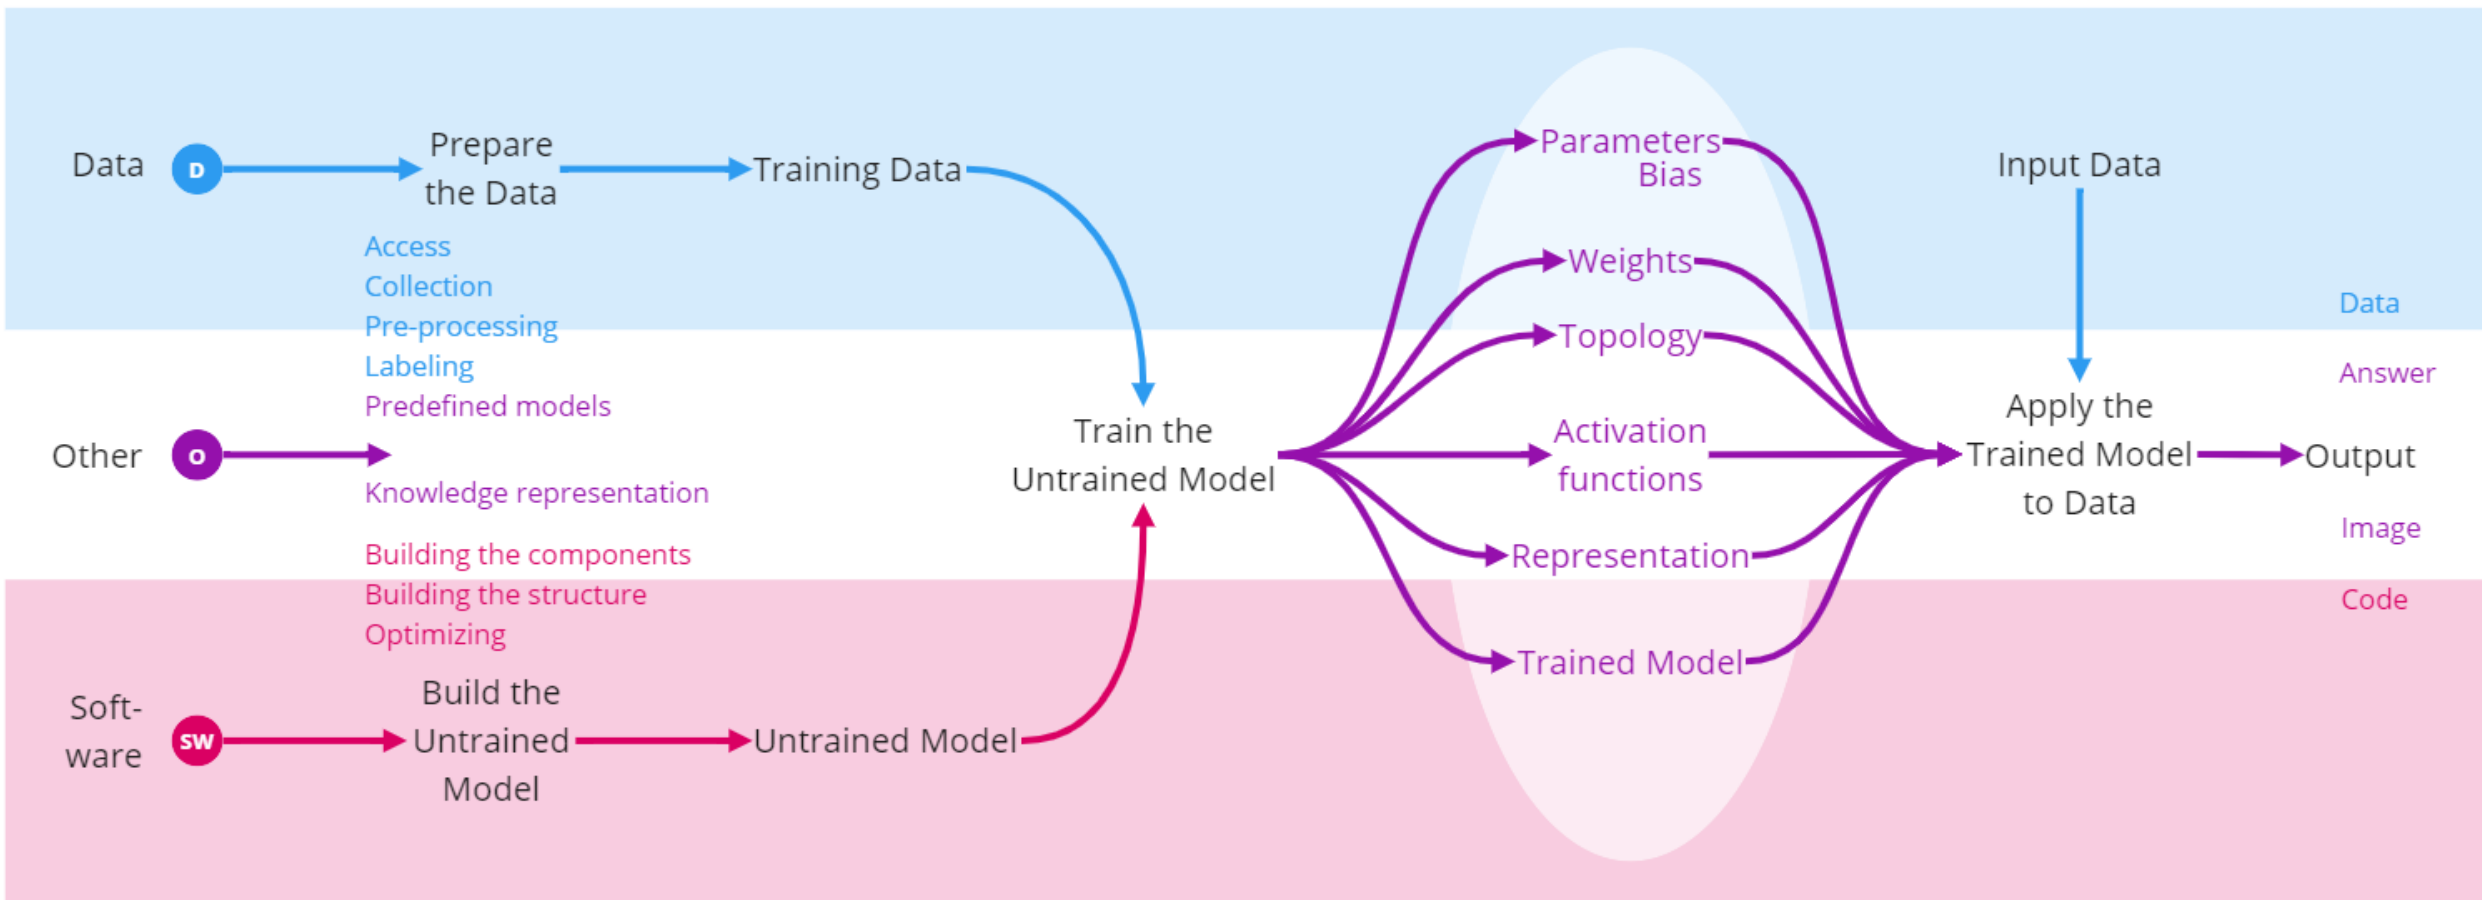 Data
D
Prepare
the Data
Training Data
Access
Collection
Pre-processing
Labeling
Predefined models
Other
O
Knowledge representation
Building the components
Building the structure
Optimizing
Soft-
ware
SW
Build the
Untrained
Model
Untrained Model
Train the
Untrained Model
Parameters
Bias
Weights
Topology
Activation
functions
Representation
Trained Model
Input Data
Apply the
Trained Model
to Data
Data
Answer
Output
Image
Code